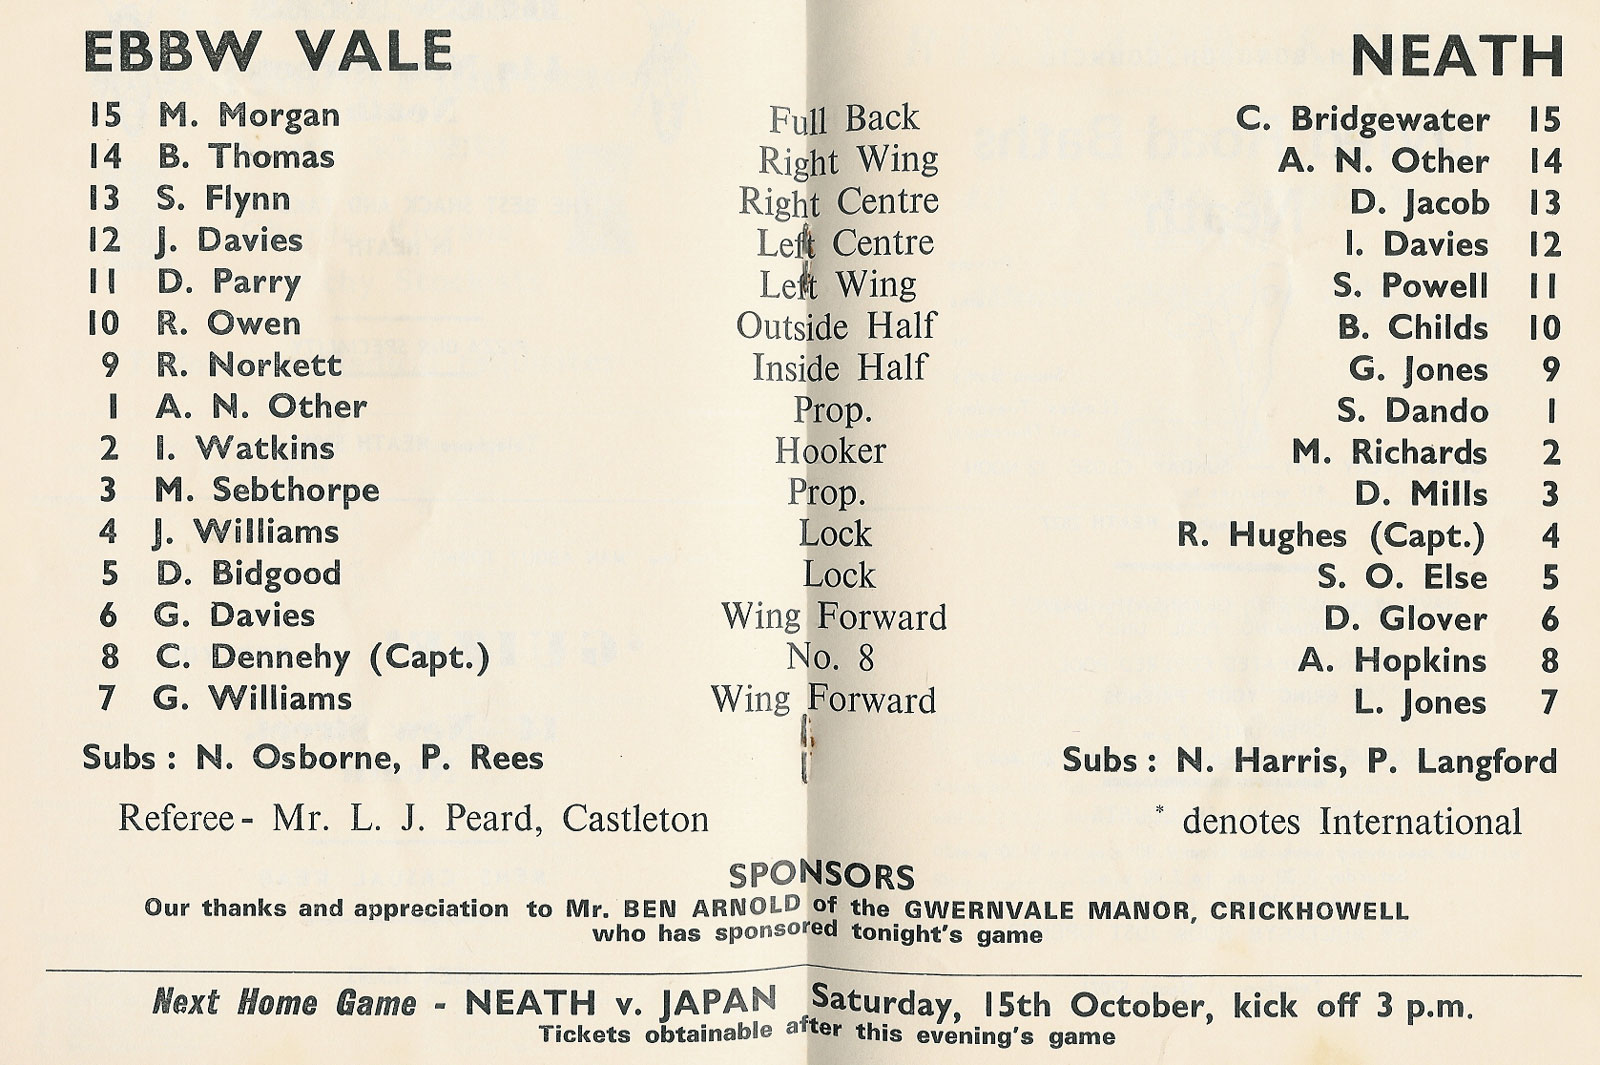 EBBW VALE NEATH
15 M. Morgan Full Back C. Bridgewater 15
14 B. Thomas Right Wing A. N. Other 14
13 S. Flynn Right Centre D. Jacob 13
12 J. Davies Left Centre I. Davies 12
11 D. Parry Left Wing S. Powell 11
10 R. Owen Outside Half B. Childs 10
9 R. Norkett Inside Half G. Jones 9
1 A. N. Other Prop. S. Dando 1
2 I. Watkins Hooker M. Richards 2
3 M. Sebthorpe Prop. D. Mills 3
4 J. Williams Lock R. Hughes (Capt.) 4
5 D. Bidgood Lock S. O. Else 5
6 G. Davies Wing Forward D. Glover 6
8 C. Dennehy (Capt.) No. 8 A. Hopkins 8
7 G. Williams Wing Forward L. Jones 7
Subs : N. Osborne, P. Rees Subs : N. Harris, P. Langford
Referee - Mr. L. J. Peard, Castleton * denotes International
SPONSORS
Our thanks and appreciation to Mr. BEN ARNOLD of the GWERNVALE MANOR, CRICKHOWELL
who has sponsored tonight's game
Next Home Game - NEATH v. JAPAN Saturday, 15th October, kick off 3 p.m.
Tickets obtainable after this evening's game